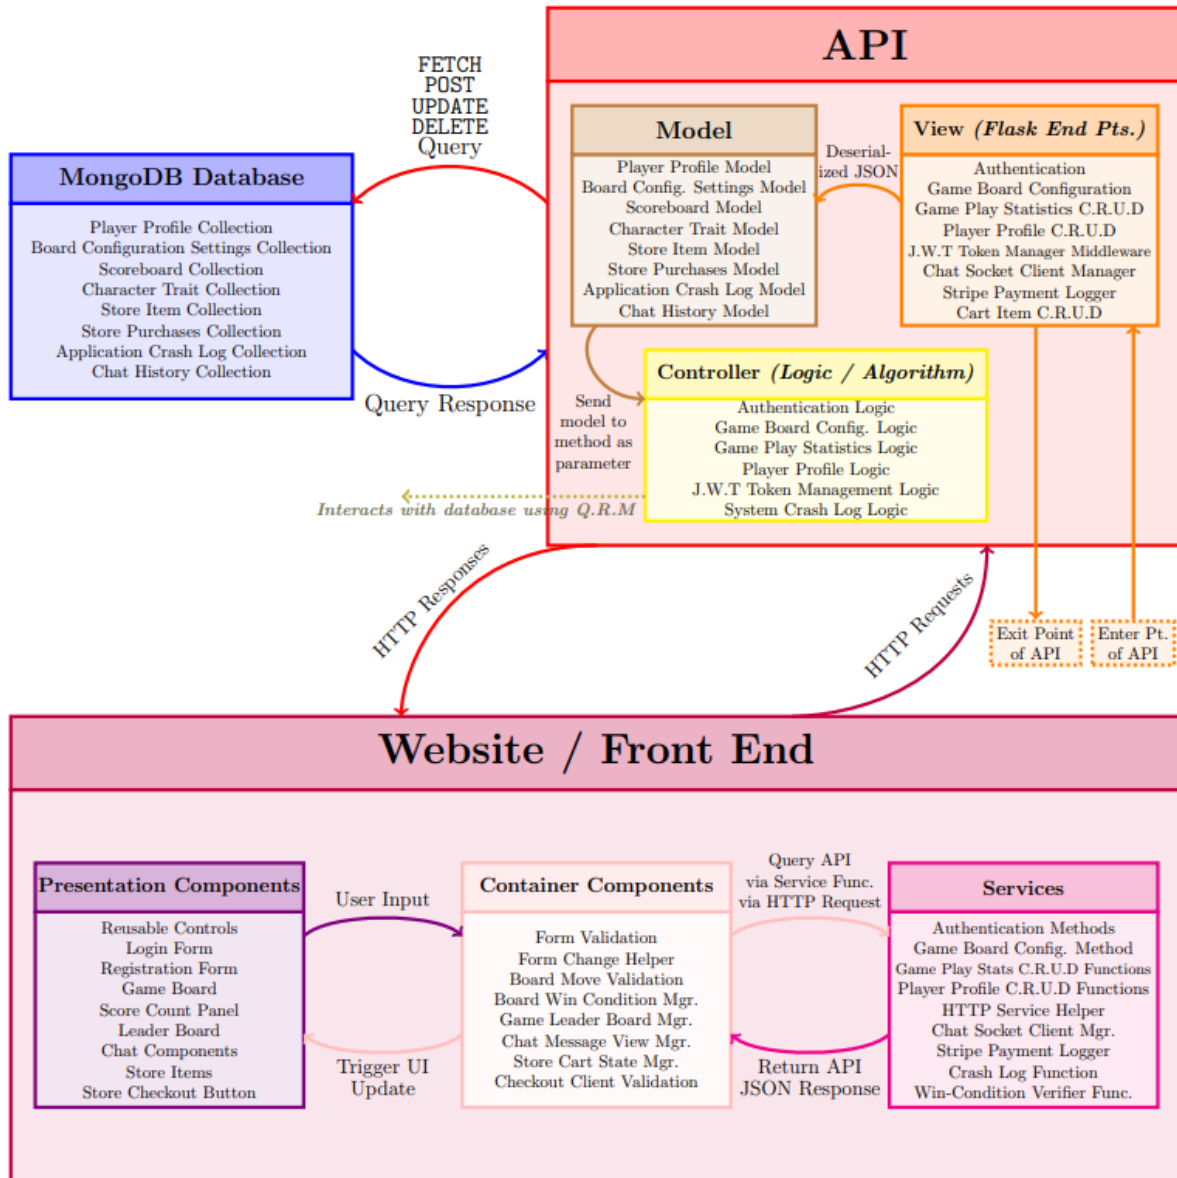 API
FETCH
POST
UPDATE
DELETE
Query
MongoDB Database
Player Profile Collection
Board Configuration Settings Collection
Scoreboard Collection
Character Trait Collection
Store Item Collection
Store Purchases Collection
Application Crash Log Collection
Chat History Collection
Query Response
Model
Player Profile Model
Board Config. Settings Model
Scoreboard Model
Character Trait Model
Store Item Model
Store Purchases Model
Application Crash Log Model
Chat History Model
Deserial-
ized JSON
View (Flask End Pts.)
Authentication
Game Board Configuration
Game Play Statistics C.R.U.D
Player Profile C.R.U.D
J.W.T Token Manager Middleware
Chat Socket Client Manager
Stripe Payment Logger
Cart Item C.R.U.D
Send
model to
method as
parameter
Controller (Logic / Algorithm)
Authentication Logic
Game Board Config. Logic
Game Play Statistics Logic
Player Profile Logic
J.W.T Token Management Logic
System Crash Log Logic
Interacts with database using Q.R.M
HTTP Responses
HTTP Requests
Exit Point
of API
Enter Pt.
of API
Website / Front End
Presentation Components
Reusable Controls
Login Form
Registration Form
Game Board
Score Count Panel
Leader Board
Chat Components
Store Items
Store Checkout Button
User Input
Trigger UI
Update
Container Components
Form Validation
Form Change Helper
Board Move Validation
Board Win Condition Mgr.
Game Leader Board Mgr.
Chat Message View Mgr.
Store Cart State Mgr.
Checkout Client Validation
Query API
via Service Func.
via HTTP Request
Return API
JSON Response
Services
Authentication Methods
Game Board Config. Method
Game Play Stats C.R.U.D Functions
Player Profile C.R.U.D Functions
HTTP Service Helper
Chat Socket Client Mgr.
Stripe Payment Logger
Crash Log Function
Win-Condition Verifier Func.